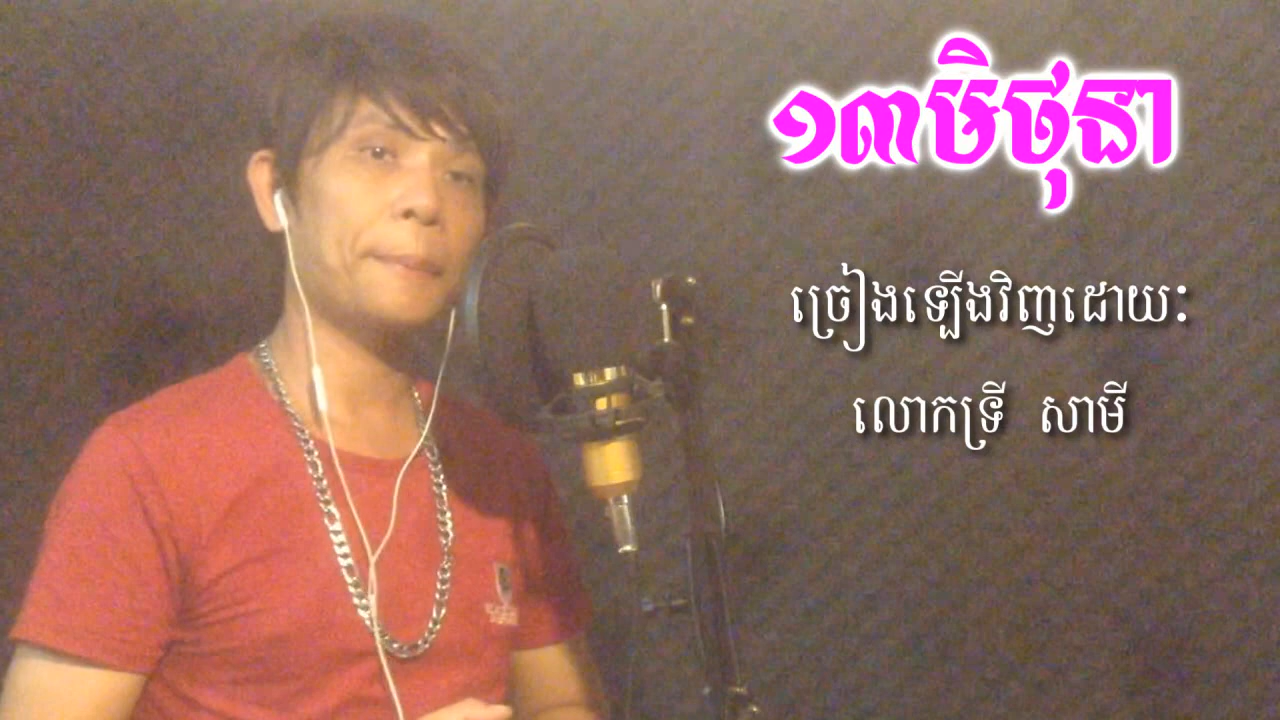 ១៣មិថុនា
ច្រៀងឡើងវិញដោយៈ
លោកទ្រី សាមី